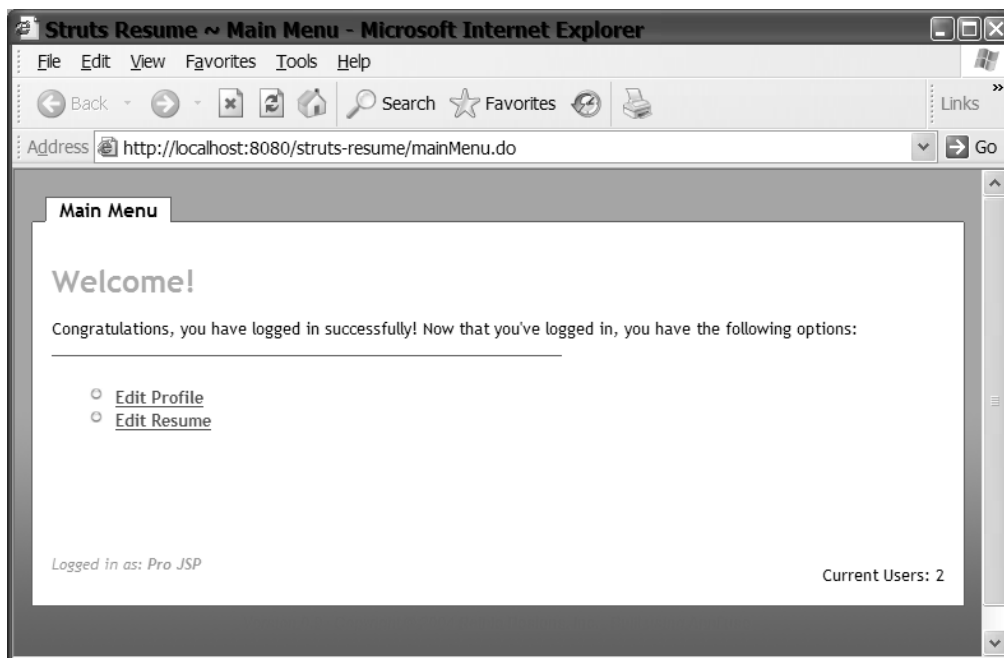 Struts Resume ~ Main Menu - Microsoft Internet Explorer
File Edit View Favorites Tools Help
Back Search Favorites Links »
Address http://localhost:8080/struts-resume/mainMenu.do Go
Main Menu
Welcome!
Congratulations, you have logged in successfully! Now that you've logged in, you have the following options:
Edit Profile
Edit Resume
Logged in as: Pro JSP
Current Users: 2